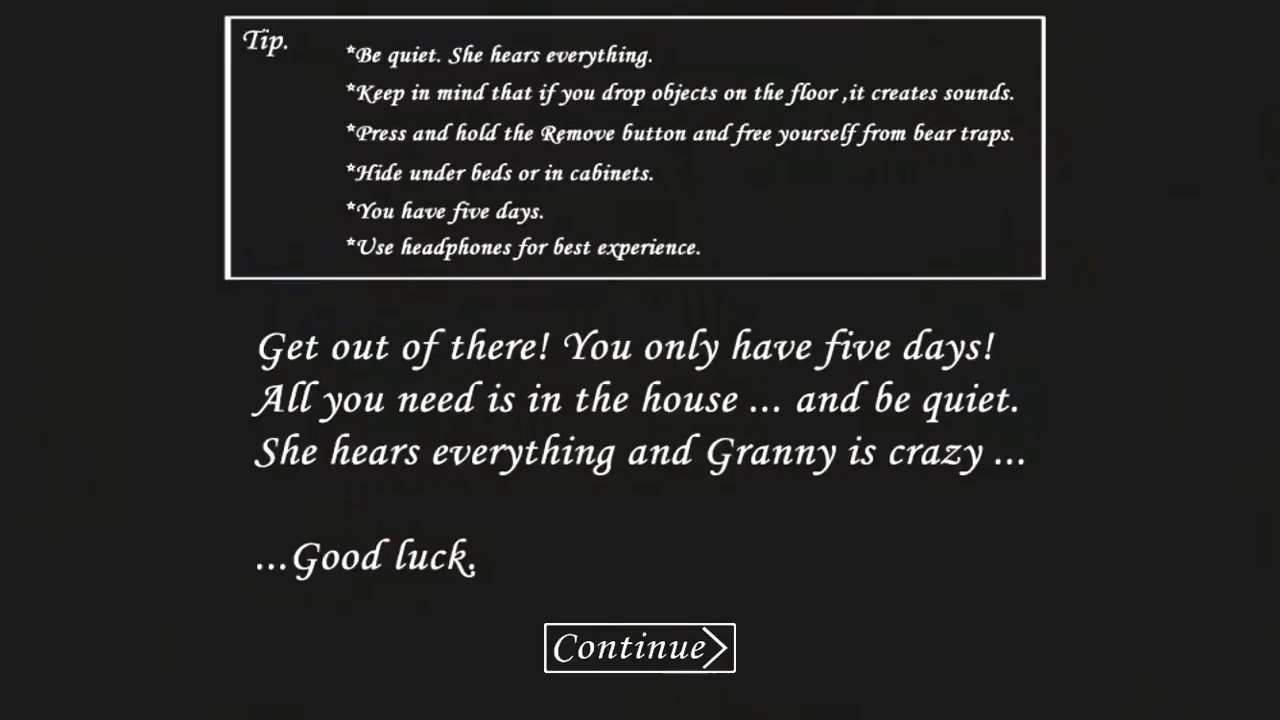 Tip.
*Be quiet. She hears everything.
*Keep in mind that if you drop objects on the floor ,it creates sounds.
*Press and hold the Remove button and free yourself from bear traps.
*Hide under beds or in cabinets.
*You have five days.
*Use headphones for best experience.
Get out of there! You only have five days!
All you need is in the house ... and be quiet.
She hears everything and Granny is crazy ...
...Good luck.
Continue